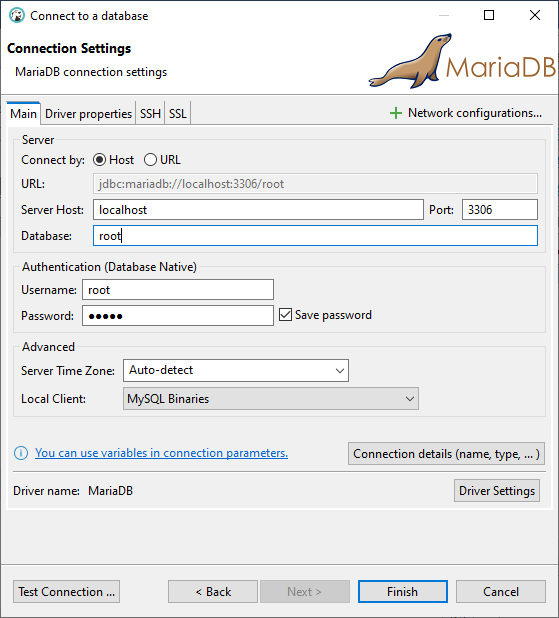 Connect to a database
Connection Settings
MariaDB connection settings
MariaDB
Main Driver properties SSH SSL Network configurations...
Server
Connect by: Host URL
URL: jdbc:mariadb://localhost:3306/root
Server Host: localhost Port: 3306
Database: root
Authentication (Database Native)
Username: root
Password: ●●●●● Save password
Advanced
Server Time Zone: Auto-detect
Local Client: MySQL Binaries
You can use variables in connection parameters. Connection details (name, type, ... )
Driver name: MariaDB Driver Settings
Test Connection ... < Back Next > Finish Cancel